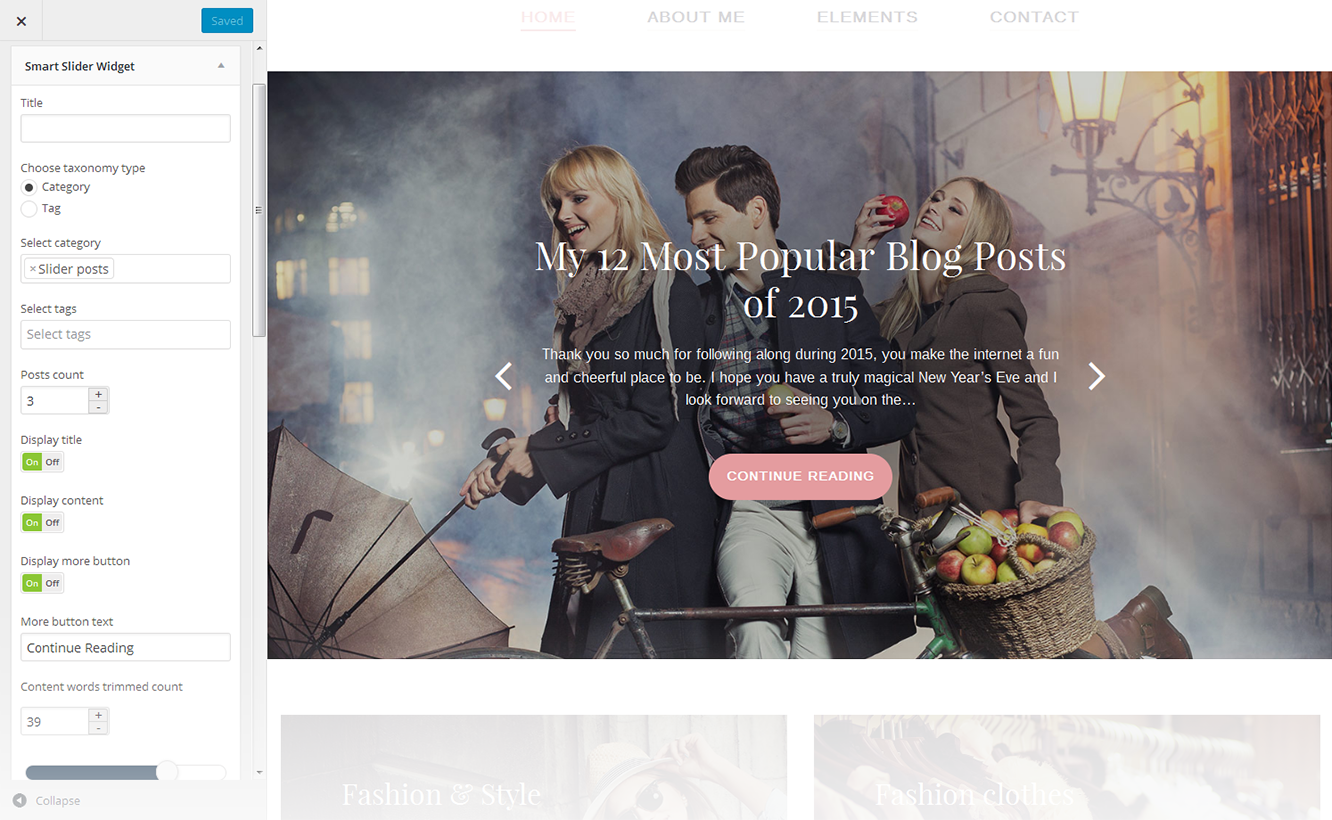 Saved
Smart Slider Widget
Title
Choose taxonomy type
Category
Tag
Select category
× Slider posts
Select tags
Select tags
Posts count
3
+
-
Display title
On Off
Display content
On Off
Display more button
On Off
More button text
Continue Reading
Content words trimmed count
39
+
-
Collapse
HOME ABOUT ME ELEMENTS CONTACT
My 12 Most Popular Blog Posts
of 2015
Thank you so much for following along during 2015, you make the internet a fun
and cheerful place to be. I hope you have a truly magical New Year’s Eve and I
look forward to seeing you on the…
CONTINUE READING
Fashion & Style
Fashion clothes